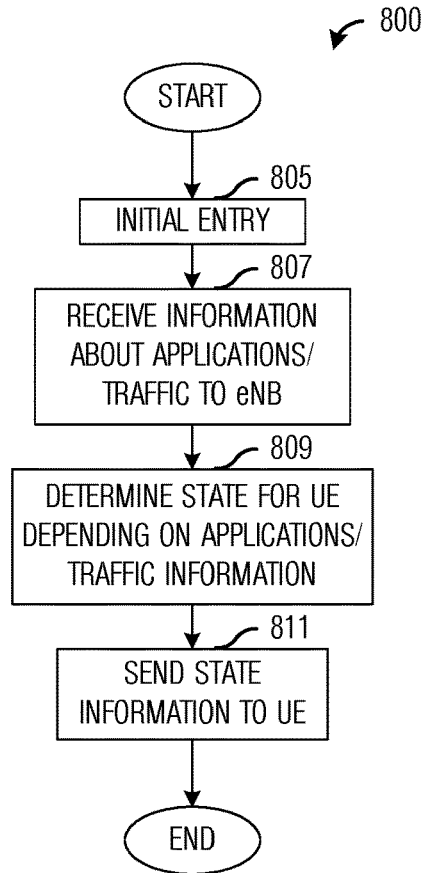 800
START
805
INITIAL ENTRY
807
RECEIVE INFORMATION
ABOUT APPLICATIONS/
TRAFFIC TO eNB
809
DETERMINE STATE FOR UE
DEPENDING ON APPLICATIONS/
TRAFFIC INFORMATION
811
SEND STATE
INFORMATION TO UE
END